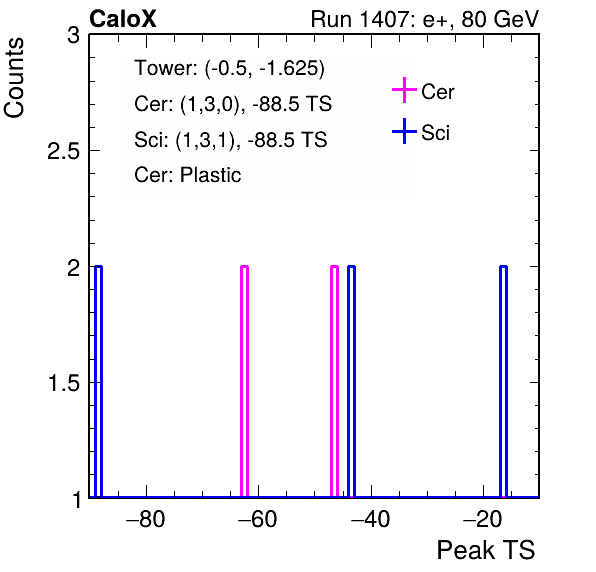 CaloX Run 1407: e+, 80 GeV
Counts
3
2.5
2
1.5
1
Tower: (-0.5, -1.625)
Cer: (1,3,0), -88.5 TS
Sci: (1,3,1), -88.5 TS
Cer: Plastic
Cer
Sci
−80 −60 −40 −20
Peak TS